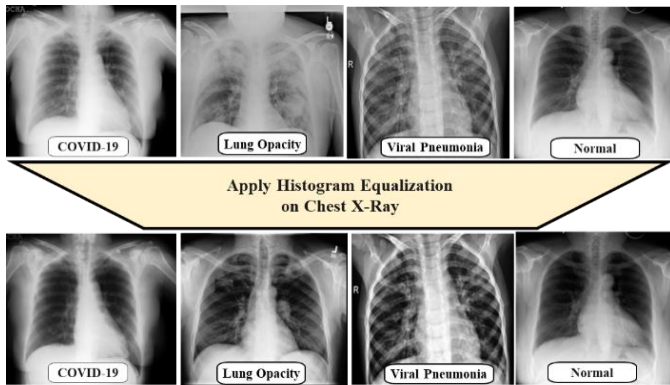 COVID-19
Lung Opacity
R
Viral Pneumonia
Normal
Apply Histogram Equalization
on Chest X-Ray
COVID-19
Lung Opacity
R
Viral Pneumonia
Normal